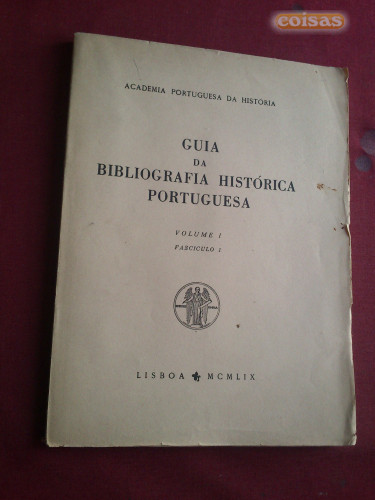 coisas
ACADEMIA PORTUGUESA DA HISTÓRIA
GUIA
DA
BIBLIOGRAFIA HISTÓRICA
PORTUGUESA
VOLUME I
FASCÍCULO I
LISBOA MCMLIX